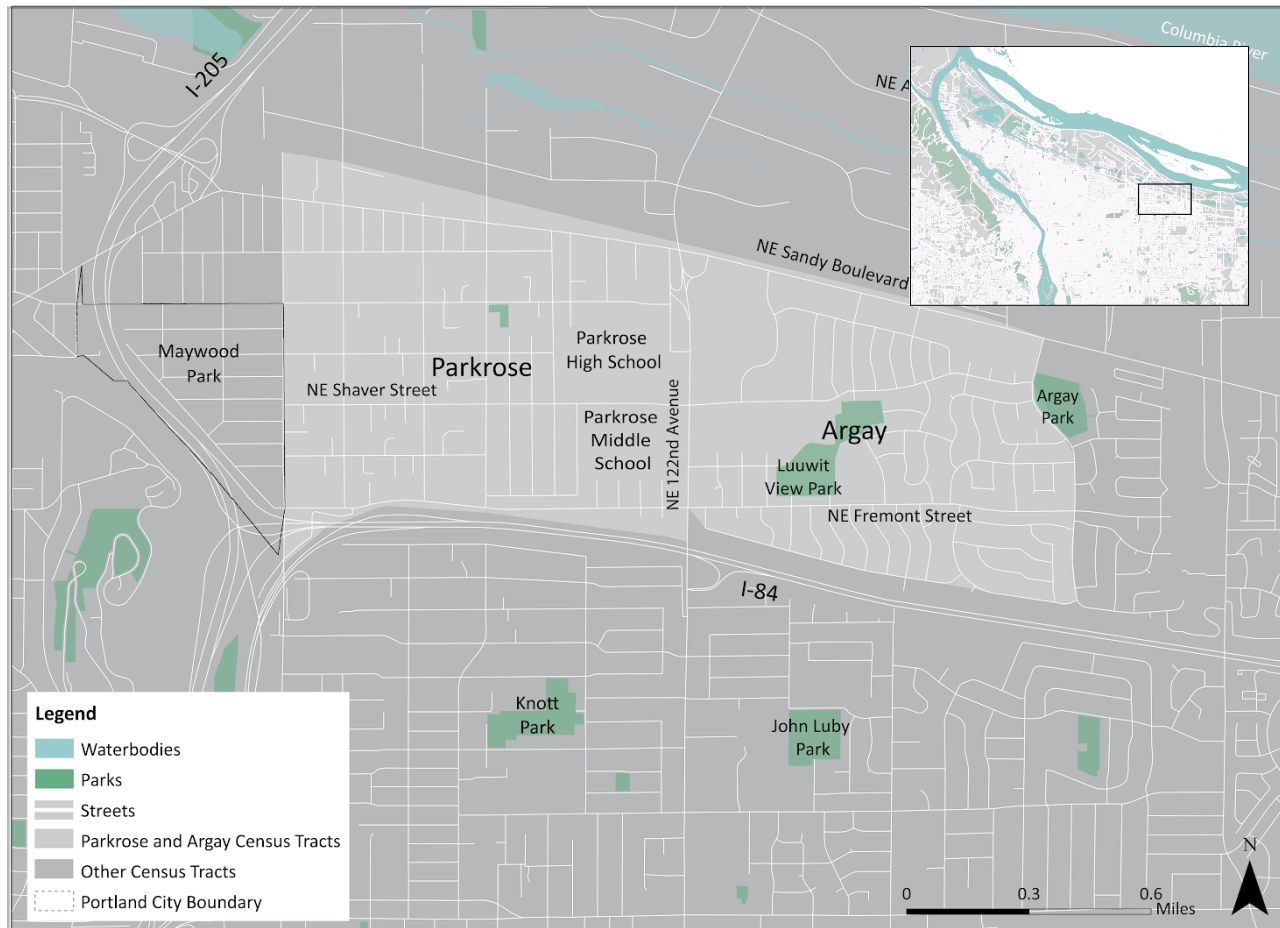 Columbia River
I-205
NE A
NE Sandy Boulevard
Maywood
Park
Parkrose
High School
Parkrose
NE Shaver Street
Argay
Park
NE 122nd Avenue
Parkrose
Middle
School
Argay
Luuwit
View Park
NE Fremont Street
I-84
Knott
Park
John Luby
Park
Legend
Waterbodies
Parks
Streets
Parkrose and Argay Census Tracts
Other Census Tracts
Portland City Boundary
N
0 0.3 0.6
Miles